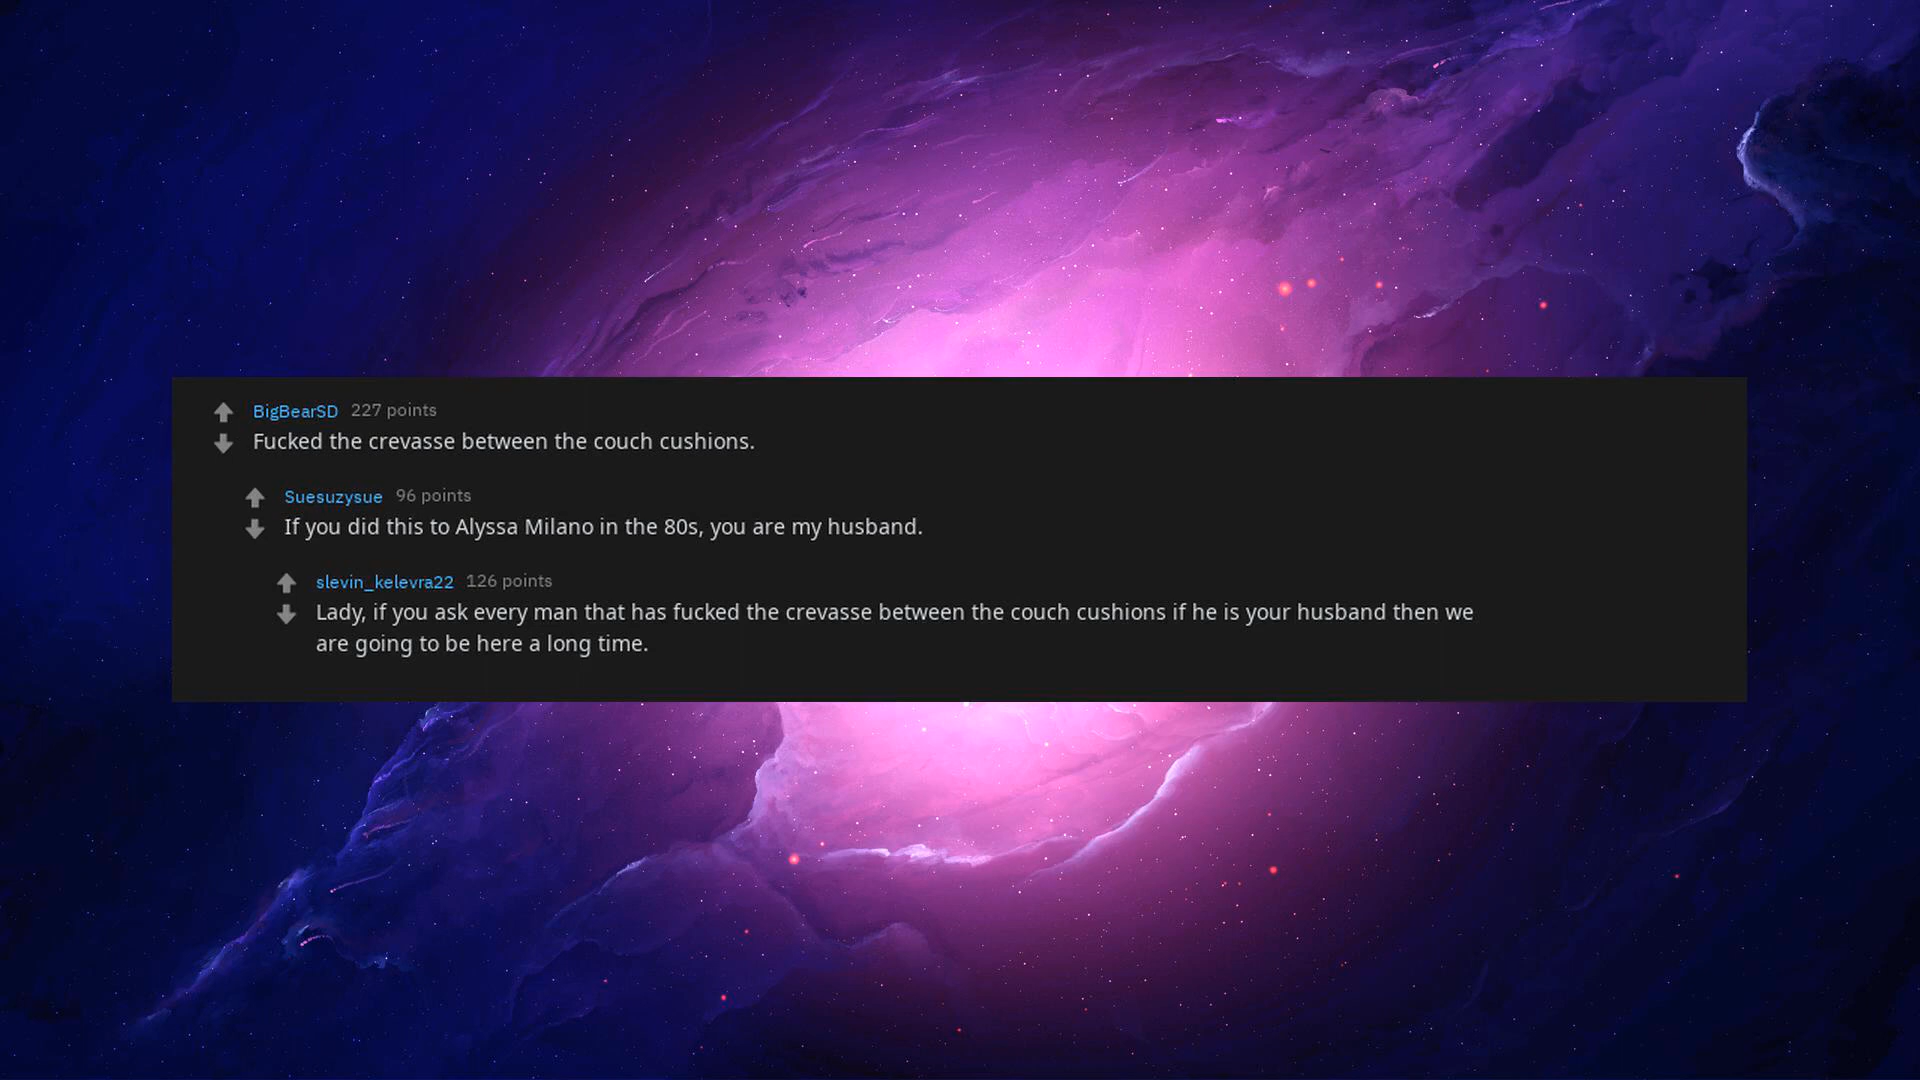 BigBearSD 227 points
Fucked the crevasse between the couch cushions.
Suesuzysue 96 points
If you did this to Alyssa Milano in the 80s, you are my husband.
slevin_kelevra22 126 points
Lady, if you ask every man that has fucked the crevasse between the couch cushions if he is your husband then we
are going to be here a long time.